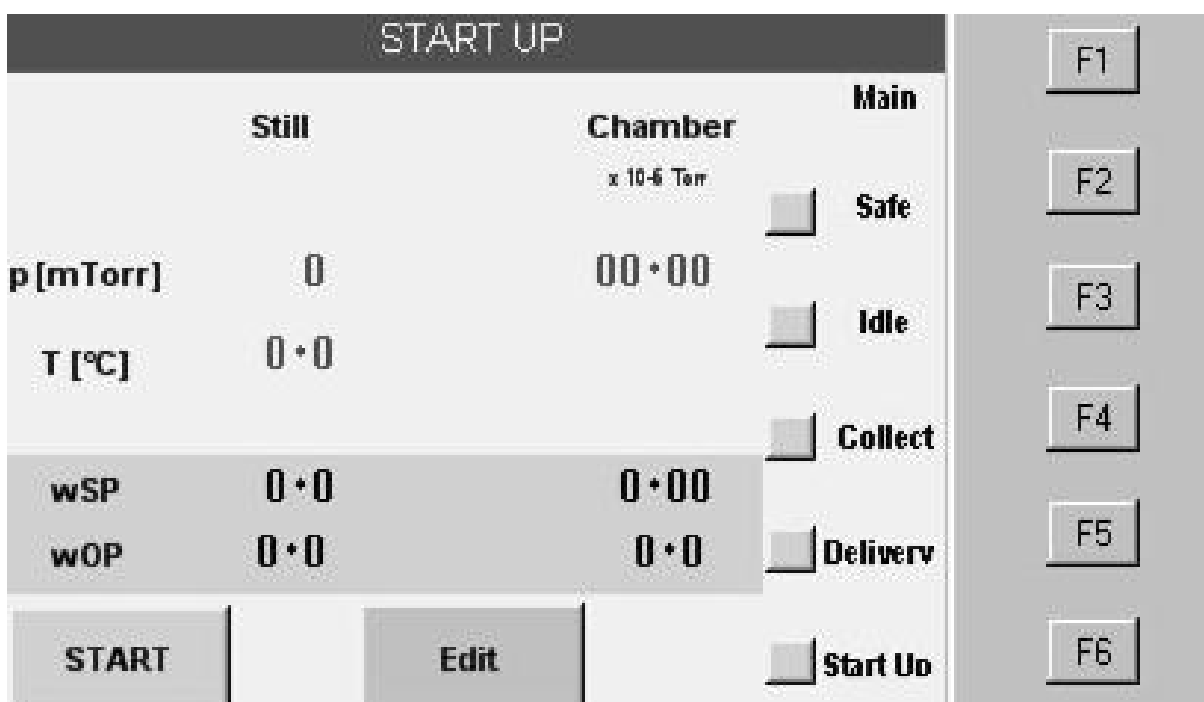 START UP
F1
Main
Still Chamber
x 10-6 Torr
F2
Safe
p [mTorr] 0 00•00
F3
Idle
T [°C] 0•0
F4
Collect
wSP 0•0 0•00
F5
wOP 0•0 0•0
Delivery
START Edit
Start Up
F6